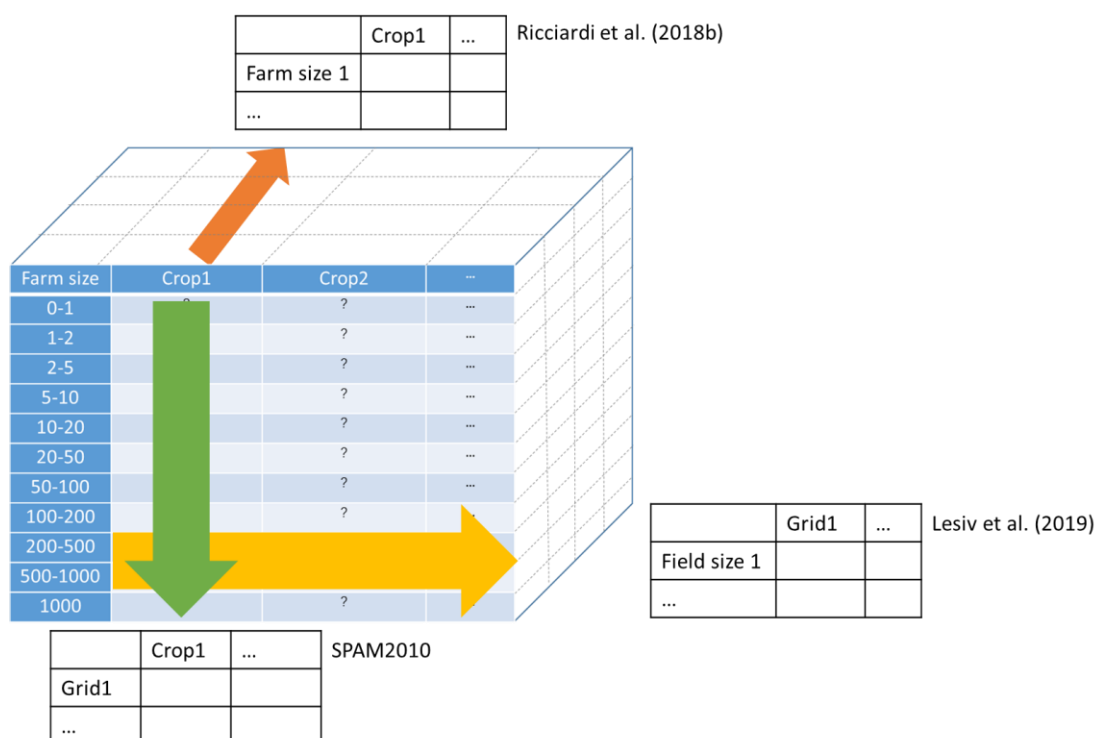 Crop1 ... Ricciardi et al. (2018b)
Farm size 1
...
Farm size Crop1 Crop2 ...
0-1 ? ? ...
1-2 ? ...
2-5 ? ...
5-10 ? ...
10-20 ? ...
20-50 ? ...
50-100 ? ...
100-200 ? ...
200-500
500-1000
1000 ?
Grid1 ... Lesiv et al. (2019)
Field size 1
...
Crop1 ... SPAM2010
Grid1
...